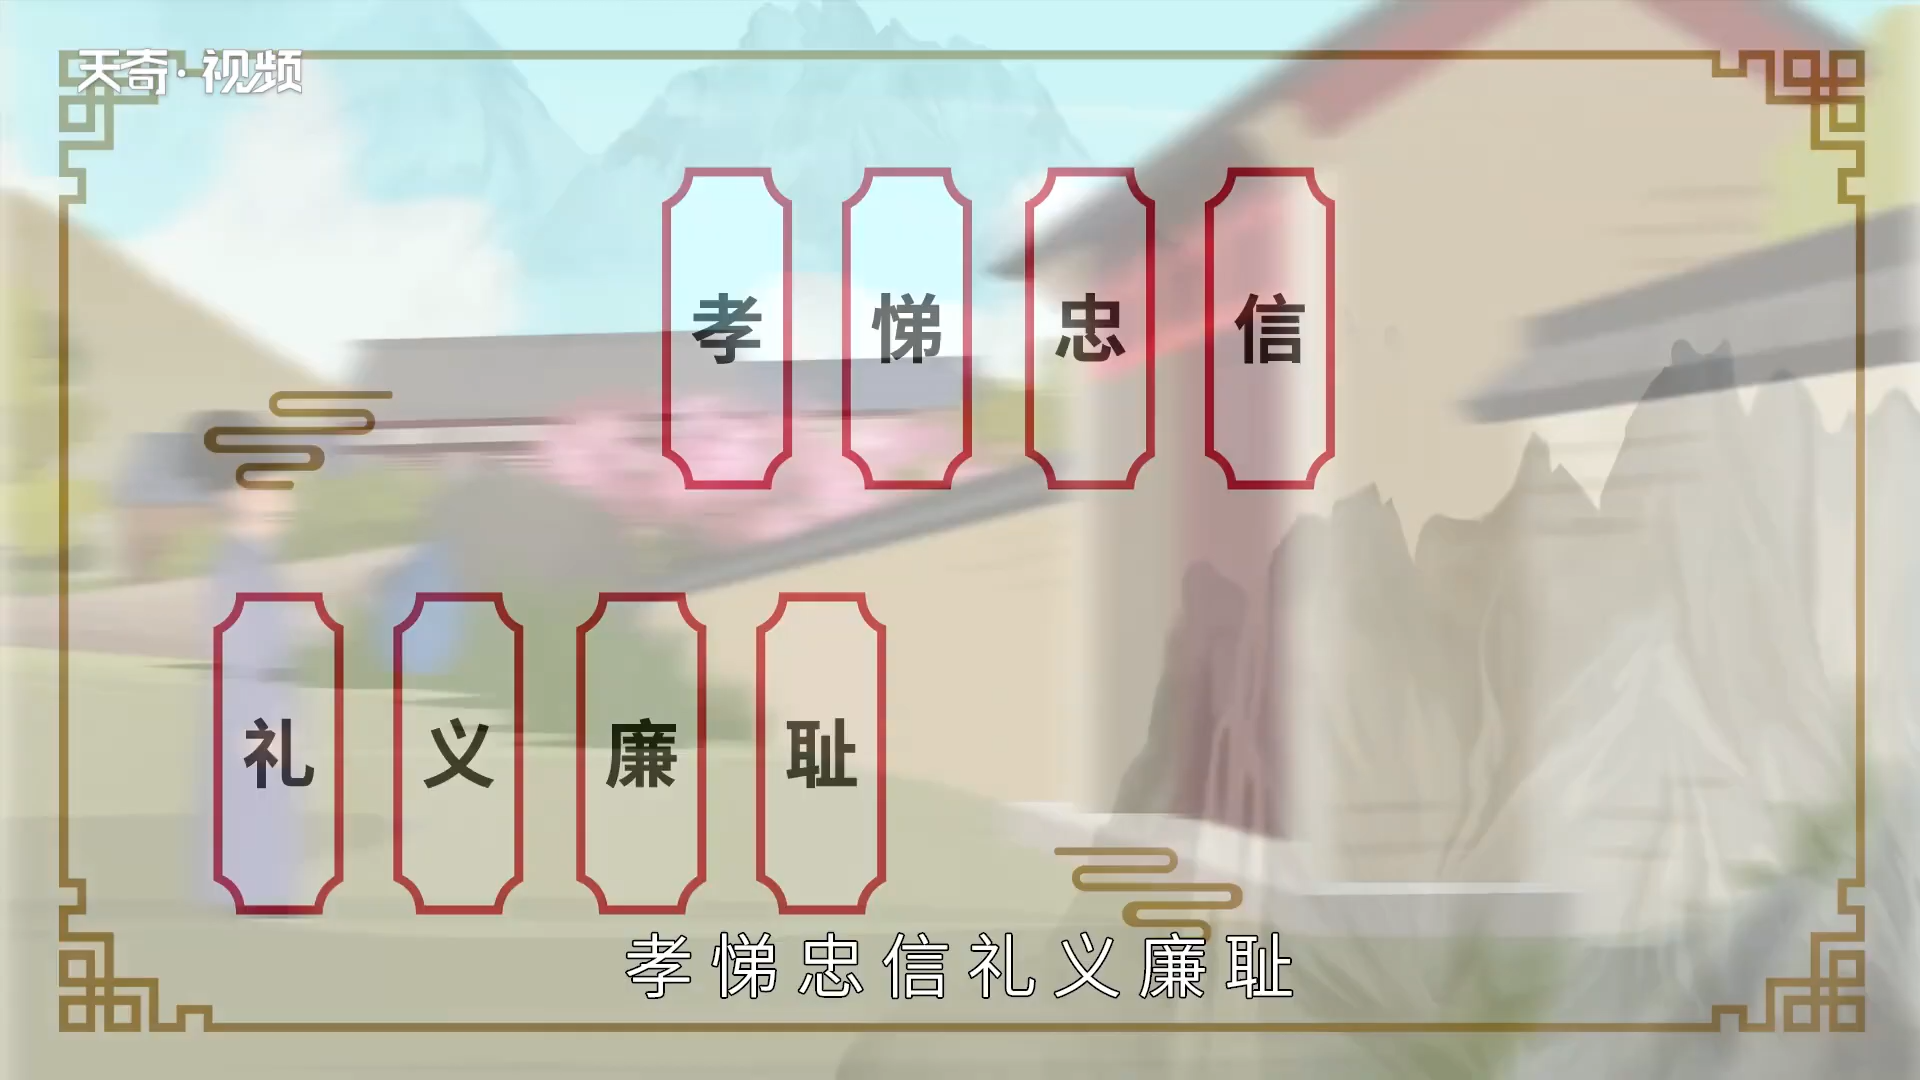 天奇·视频
孝 悌 忠 信
礼 义 廉 耻
孝悌忠信礼义廉耻